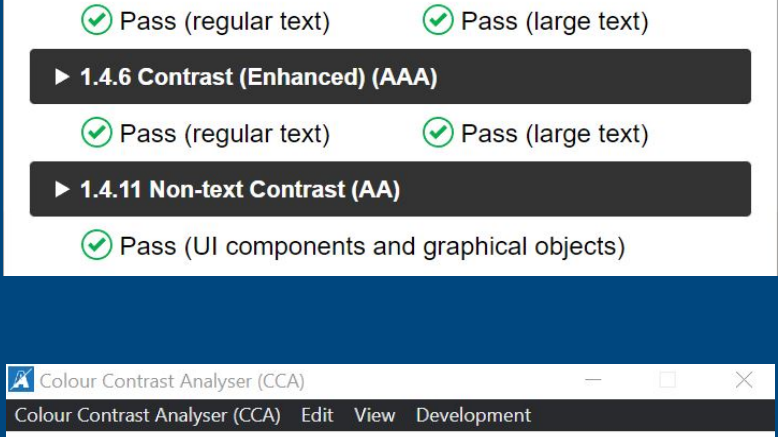 Pass (regular text) Pass (large text)
▶ 1.4.6 Contrast (Enhanced) (AAA)
Pass (regular text) Pass (large text)
▶ 1.4.11 Non-text Contrast (AA)
Pass (UI components and graphical objects)
Colour Contrast Analyser (CCA)
Colour Contrast Analyser (CCA) Edit View Development